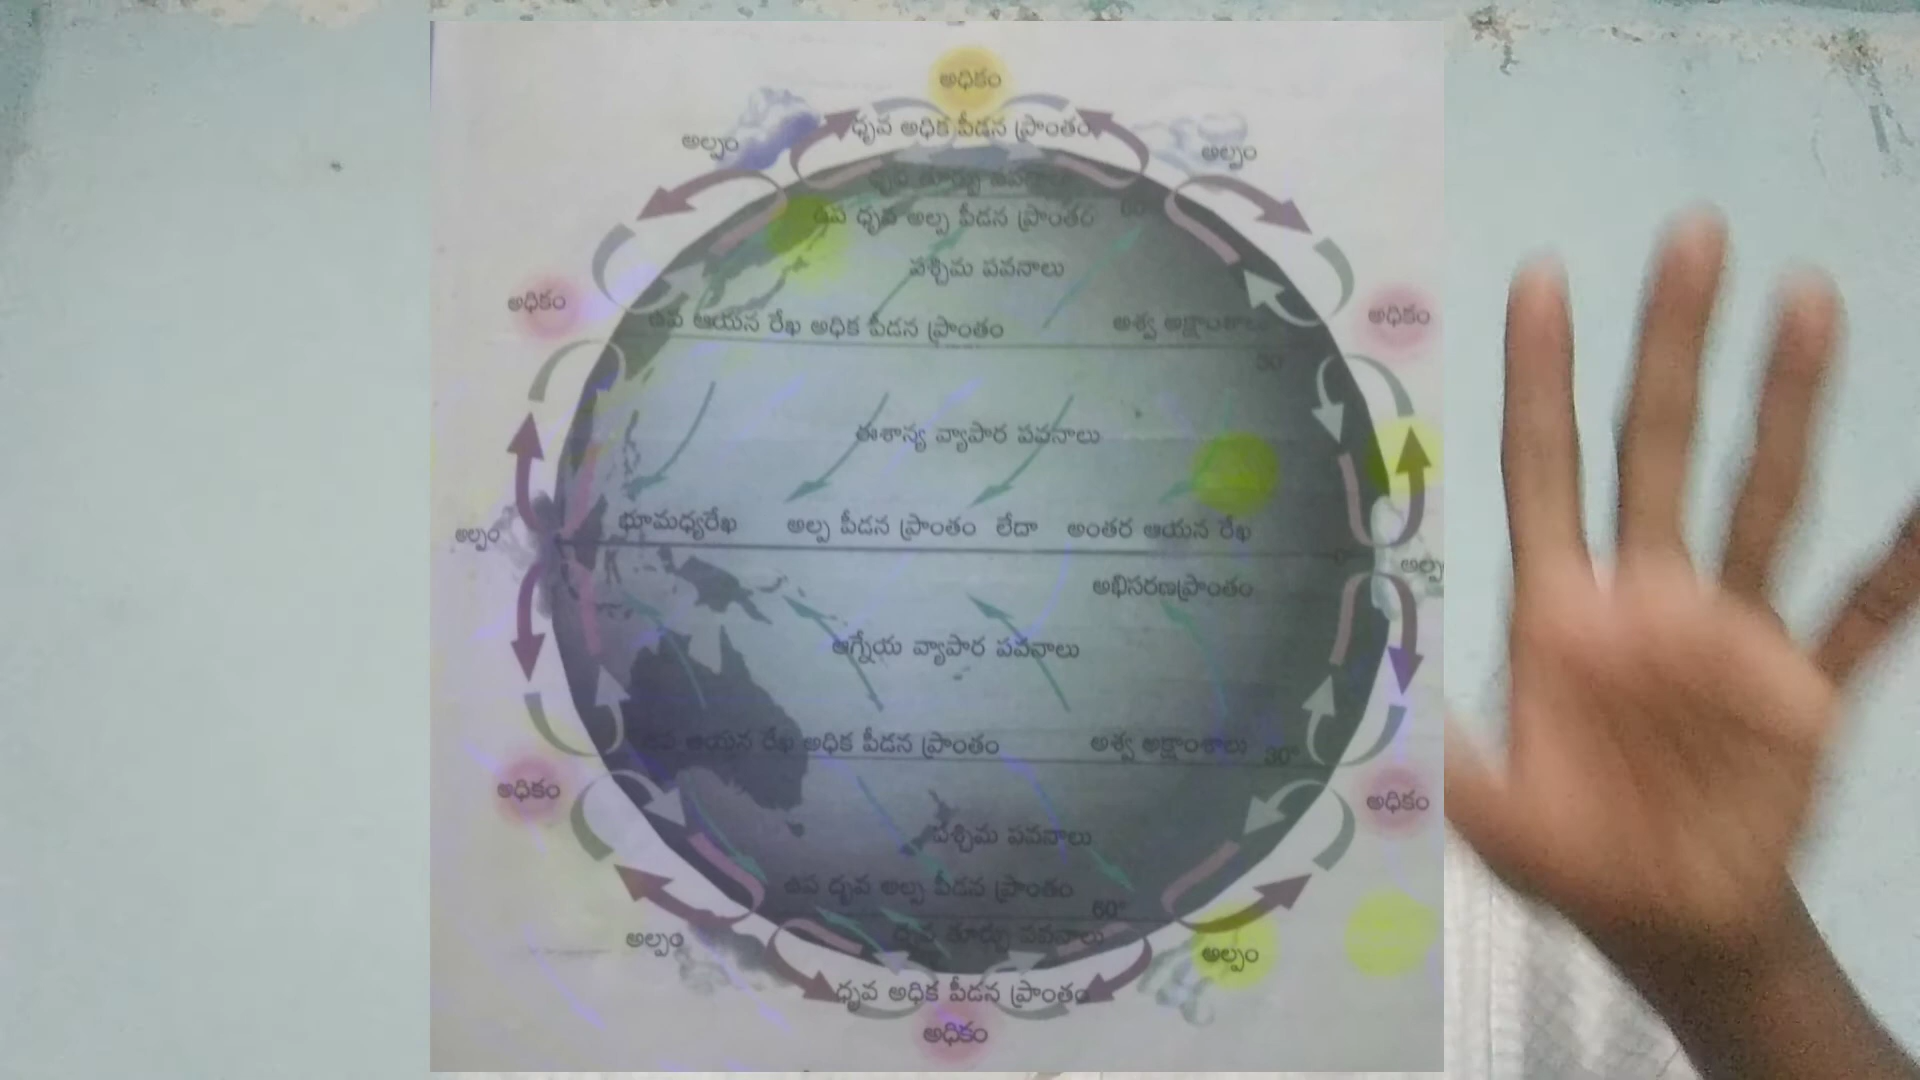 అధికం
ధృవ అధిక పీడన ప్రాంతం
అల్పం
అల్పం
ఉప ధృవ అల్ప పీడన ప్రాంతం 60°
పశ్చిమ పవనాలు
అధికం
అధికం
ఉప ఆయన రేఖ అధిక పీడన ప్రాంతం అశ్వ అక్షాంశాలు
30
ఈశాన్య వ్యాపార పవనాలు
భూమధ్యరేఖ అల్ప పీడన ప్రాంతం లేదా అంతర ఆయన రేఖ
అల్పం
0°
అల్ప
అభిసరణప్రాంతం
ఆగ్నేయ వ్యాపార పవనాలు
ఉప ఆయన రేఖ అధిక పీడన ప్రాంతం అశ్వ అక్షాంశాలు 30°
అధికం
అధికం
పశ్చిమ పవనాలు
ఉప ధృవ అల్ప పీడన ప్రాంతం
60°
ధృవ తూర్పు పవనాలు
అల్పం
అల్పం
ధృవ అధిక పీడన ప్రాంతం
అధికం